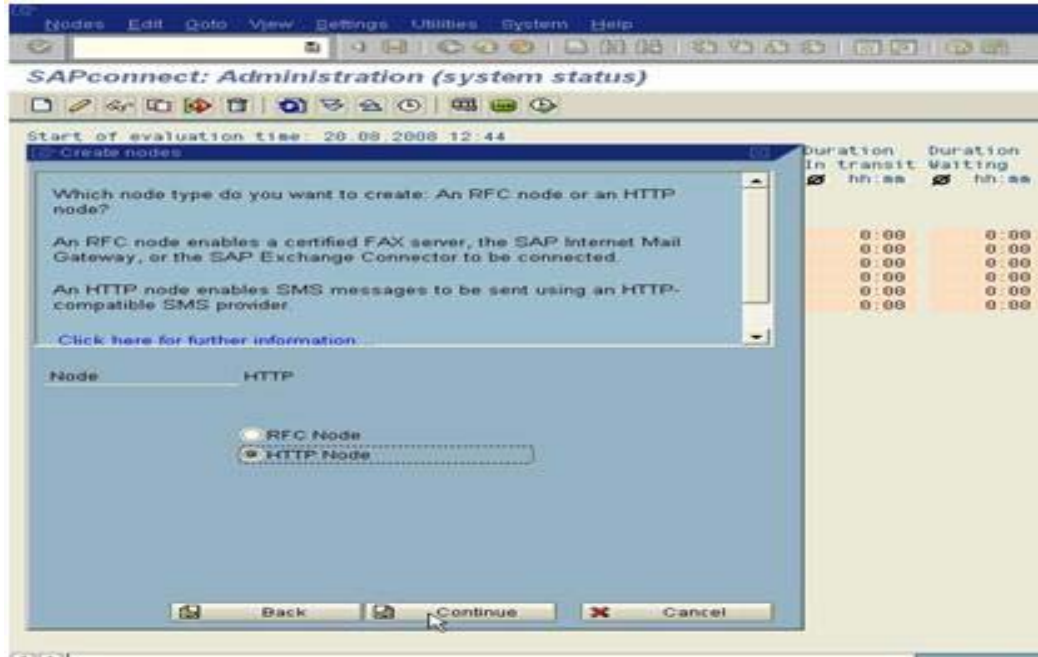 Nodes Edit Goto View Settings Utilities System Help
SAPconnect: Administration (system status)
Start of evaluation time: 20.08.2008 12:44
Create nodes
Duration Duration
In transit Waiting
hh:mm hh:mm
Which node type do you want to create: An RFC node or an HTTP
node?
An RFC node enables a certified FAX server, the SAP Internet Mail
Gateway, or the SAP Exchange Connector to be connected.
An HTTP node enables SMS messages to be sent using an HTTP-
compatible SMS provider.
Click here for further information
0:00 0:00
0:00 0:00
0:00 0:00
0:00 0:00
0:00 0:00
0:00 0:00
Node HTTP
RFC Node
HTTP Node
Back Continue Cancel